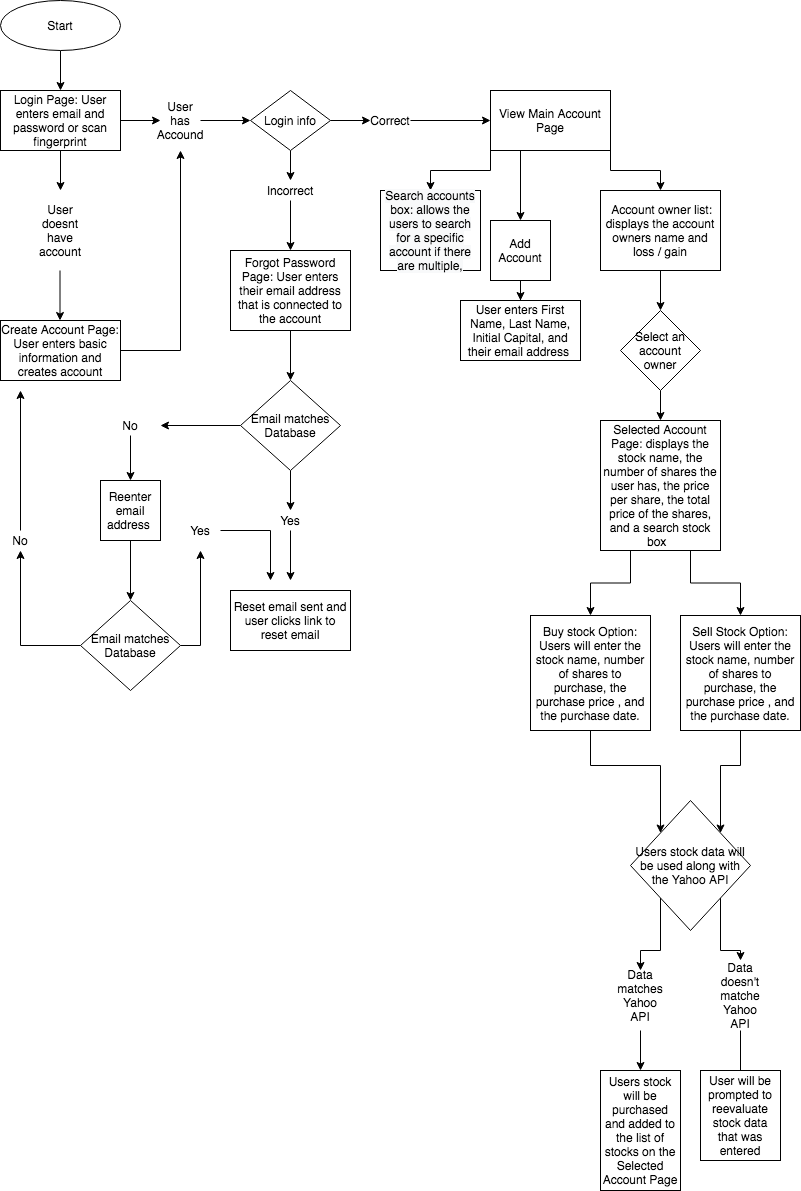 Start
Login Page: User
enters email and
password or scan
fingerprint
User
has
Accound
Login info
Correct
View Main Account
Page
Incorrect
User
doesnt
have
account
Search accounts
box: allows the
users to search
for a specific
account if there
are multiple,
Add
Account
Account owner list:
displays the account
owners name and
loss / gain
Forgot Password
Page: User enters
their email address
that is connected to
the account
User enters First
Name, Last Name,
Initial Capital, and
their email address
Create Account Page:
User enters basic
information and
creates account
Select an
account
owner
Email matches
Database
No
Selected Account
Page: displays the
stock name, the
number of shares the
user has, the price
per share, the total
price of the shares,
and a search stock
box
Reenter
email
address
Yes
Yes
No
Reset email sent and
user clicks link to
reset email
Email matches
Database
Buy stock Option:
Users will enter the
stock name, number
of shares to
purchase, the
purchase price , and
the purchase date.
Sell Stock Option:
Users will enter the
stock name, number
of shares to
purchase, the
purchase price , and
the purchase date.
Users stock data will
be used along with
the Yahoo API
Data
matches
Yahoo
API
Data
doesn't
matche
Yahoo
API
Users stock
will be
purchased
and added to
the list of
stocks on the
Selected
Account Page
User will be
prompted to
reevaluate
stock data
that was
entered